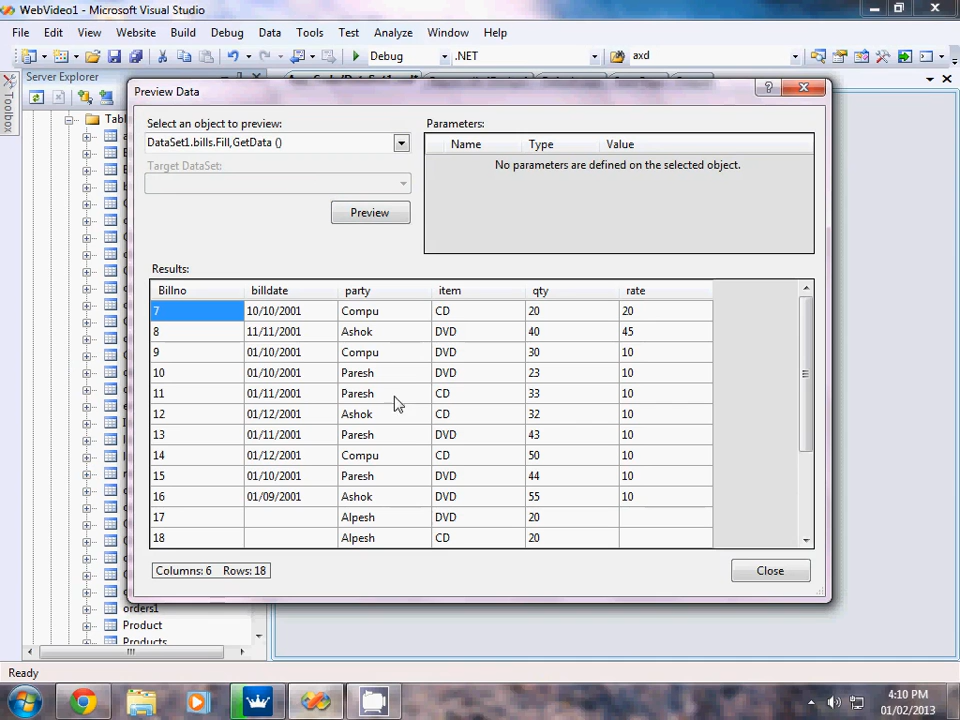 WebVideo1 - Microsoft Visual Studio
File Edit View Website Build Debug Data Tools Test Analyze Window Help
Debug .NET axd
Server Explorer
Toolbox
Preview Data
Select an object to preview:
DataSet1.bills.Fill,GetData ()
Target DataSet:
Preview
Parameters:
Name Type Value
No parameters are defined on the selected object.
Results:
Billno billdate party item qty rate
7 10/10/2001 Compu CD 20 20
8 11/11/2001 Ashok DVD 40 45
9 01/10/2001 Compu DVD 30 10
10 01/10/2001 Paresh DVD 23 10
11 01/11/2001 Paresh CD 33 10
12 01/12/2001 Ashok CD 32 10
13 01/11/2001 Paresh DVD 43 10
14 01/12/2001 Compu CD 50 10
15 01/10/2001 Paresh DVD 44 10
16 01/09/2001 Ashok DVD 55 10
17 Alpesh DVD 20
18 Alpesh CD 20
Columns: 6 Rows: 18
Close
orders1
Product
Products
Ready
4:10 PM
01/02/2013